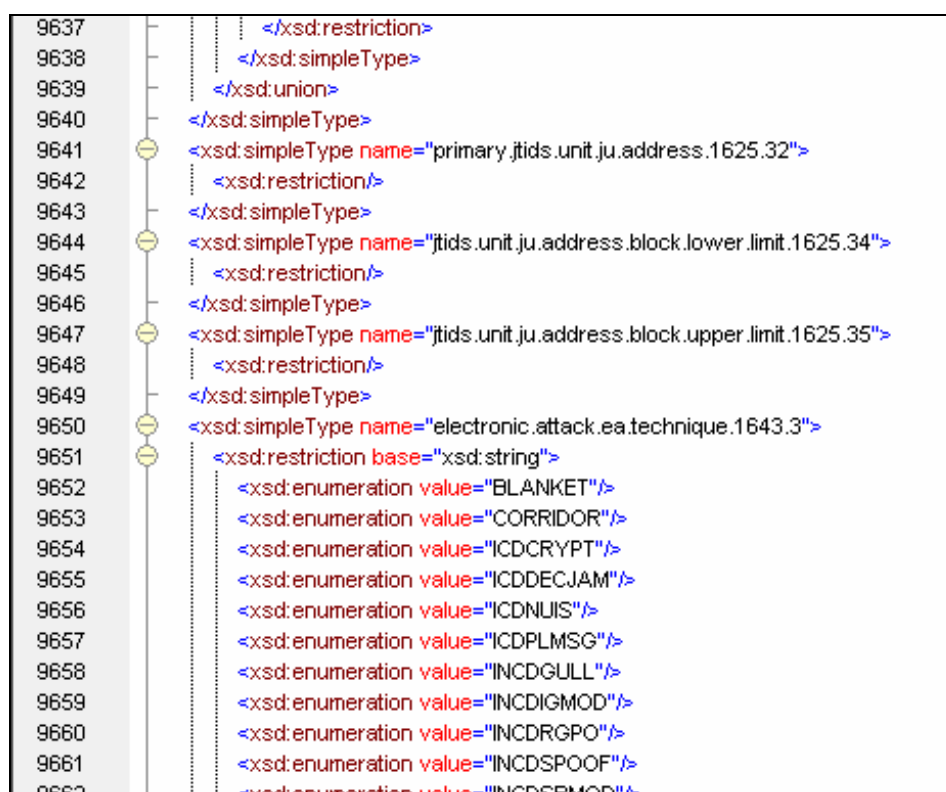 9637 </xsd:restriction>
9638 </xsd:simpleType>
9639 </xsd:union>
9640 </xsd:simpleType>
9641 <xsd:simpleType name="primary.jtids.unit.ju.address.1625.32">
9642 <xsd:restriction/>
9643 </xsd:simpleType>
9644 <xsd:simpleType name="jtids.unit.ju.address.block.lower.limit.1625.34">
9645 <xsd:restriction/>
9646 </xsd:simpleType>
9647 <xsd:simpleType name="jtids.unit.ju.address.block.upper.limit.1625.35">
9648 <xsd:restriction/>
9649 </xsd:simpleType>
9650 <xsd:simpleType name="electronic.attack.ea.technique.1643.3">
9651 <xsd:restriction base="xsd:string">
9652 <xsd:enumeration value="BLANKET"/>
9653 <xsd:enumeration value="CORRIDOR"/>
9654 <xsd:enumeration value="ICDCRYPT"/>
9655 <xsd:enumeration value="ICDDECJAM"/>
9656 <xsd:enumeration value="ICDNUIS"/>
9657 <xsd:enumeration value="ICDPLMSG"/>
9658 <xsd:enumeration value="INCDGULL"/>
9659 <xsd:enumeration value="INCDIGMOD"/>
9660 <xsd:enumeration value="INCDRGPO"/>
9661 <xsd:enumeration value="INCDSPOOF"/>
9662 <xsd:enumeration